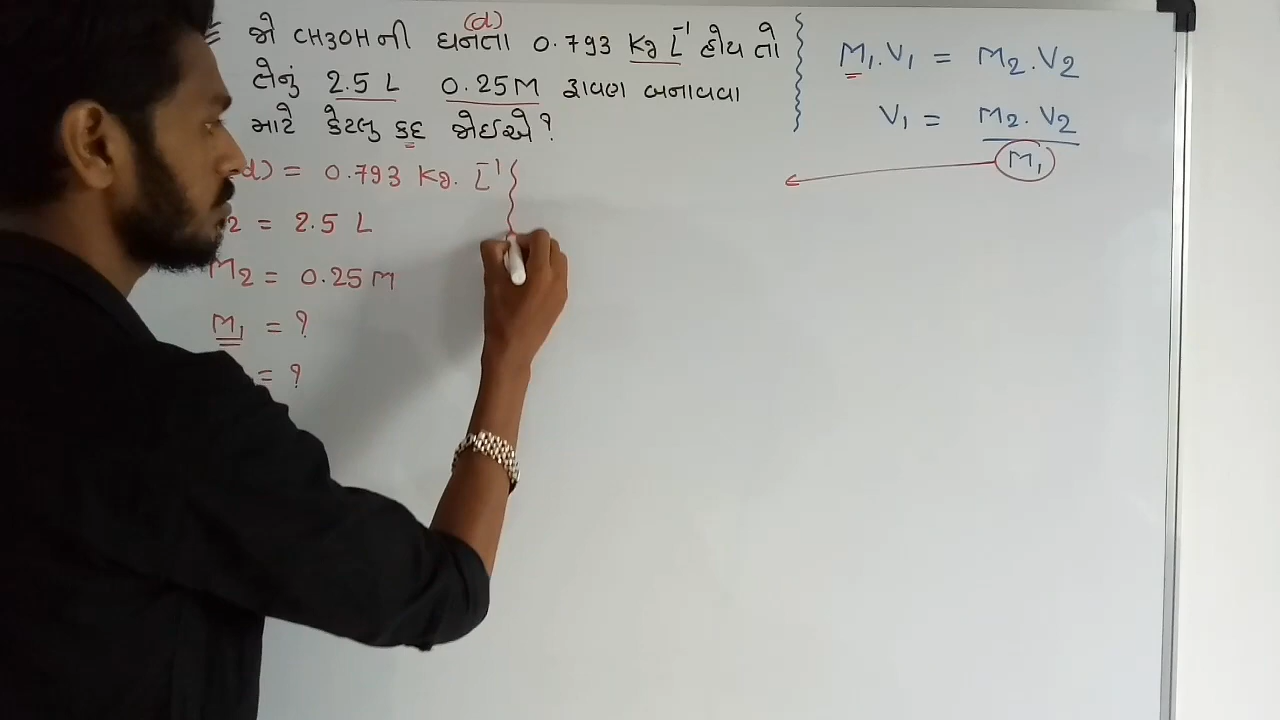 (d)
જો CH3OH ની ઘનતા 0.793 Kg L⁻¹ હોય તો
તેનું 2.5 L 0.25 M દ્રાવણ બનાવવા
માટે કેટલુ કદ જોઇએ ?
d) = 0.793 Kg. L⁻¹
2 = 2.5 L
M2 = 0.25 M
M1 = ?
= ?
M1.V1 = M2.V2
V1 = M2.V2
M1